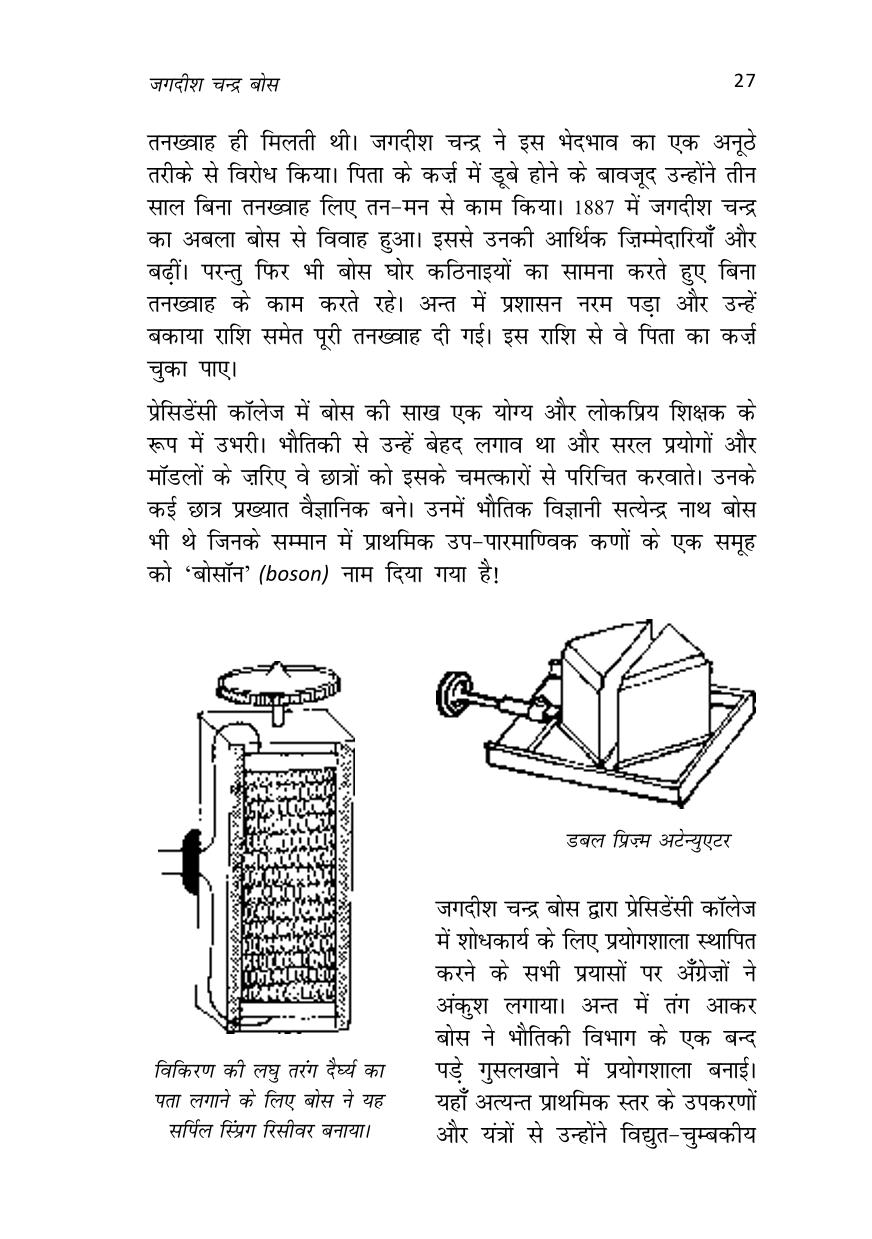 जगदीश चन्द्र बोस
27
तनख्वाह ही मिलती थी। जगदीश चन्द्र ने इस भेदभाव का एक अनूठे
तरीके से विरोध किया। पिता के कर्ज़ में डूबे होने के बावजूद उन्होंने तीन
साल बिना तनख्वाह लिए तन-मन से काम किया। 1887 में जगदीश चन्द्र
का अबला बोस से विवाह हुआ। इससे उनकी आर्थिक ज़िम्मेदारियाँ और
बढ़ीं। परन्तु फिर भी बोस घोर कठिनाइयों का सामना करते हुए बिना
तनख्वाह के काम करते रहे। अन्त में प्रशासन नरम पड़ा और उन्हें
बकाया राशि समेत पूरी तनख्वाह दी गई। इस राशि से वे पिता का कर्ज़
चुका पाए।
प्रेसिडेंसी कॉलेज में बोस की साख एक योग्य और लोकप्रिय शिक्षक के
रूप में उभरी। भौतिकी से उन्हें बेहद लगाव था और सरल प्रयोगों और
मॉडलों के ज़रिए वे छात्रों को इसके चमत्कारों से परिचित करवाते। उनके
कई छात्र प्रख्यात वैज्ञानिक बने। उनमें भौतिक विज्ञानी सत्येन्द्र नाथ बोस
भी थे जिनके सम्मान में प्राथमिक उप-पारमाण्विक कणों के एक समूह
को ‘बोसॉन’ (boson) नाम दिया गया है!
डबल प्रिज़्म अटेन्युएटर
विकिरण की लघु तरंग दैर्घ्य का
पता लगाने के लिए बोस ने यह
सर्पिल स्प्रिंग रिसीवर बनाया।
जगदीश चन्द्र बोस द्वारा प्रेसिडेंसी कॉलेज
में शोधकार्य के लिए प्रयोगशाला स्थापित
करने के सभी प्रयासों पर अँग्रेज़ों ने
अंकुश लगाया। अन्त में तंग आकर
बोस ने भौतिकी विभाग के एक बन्द
पड़े गुसलखाने में प्रयोगशाला बनाई।
यहाँ अत्यन्त प्राथमिक स्तर के उपकरणों
और यंत्रों से उन्होंने विद्युत-चुम्बकीय